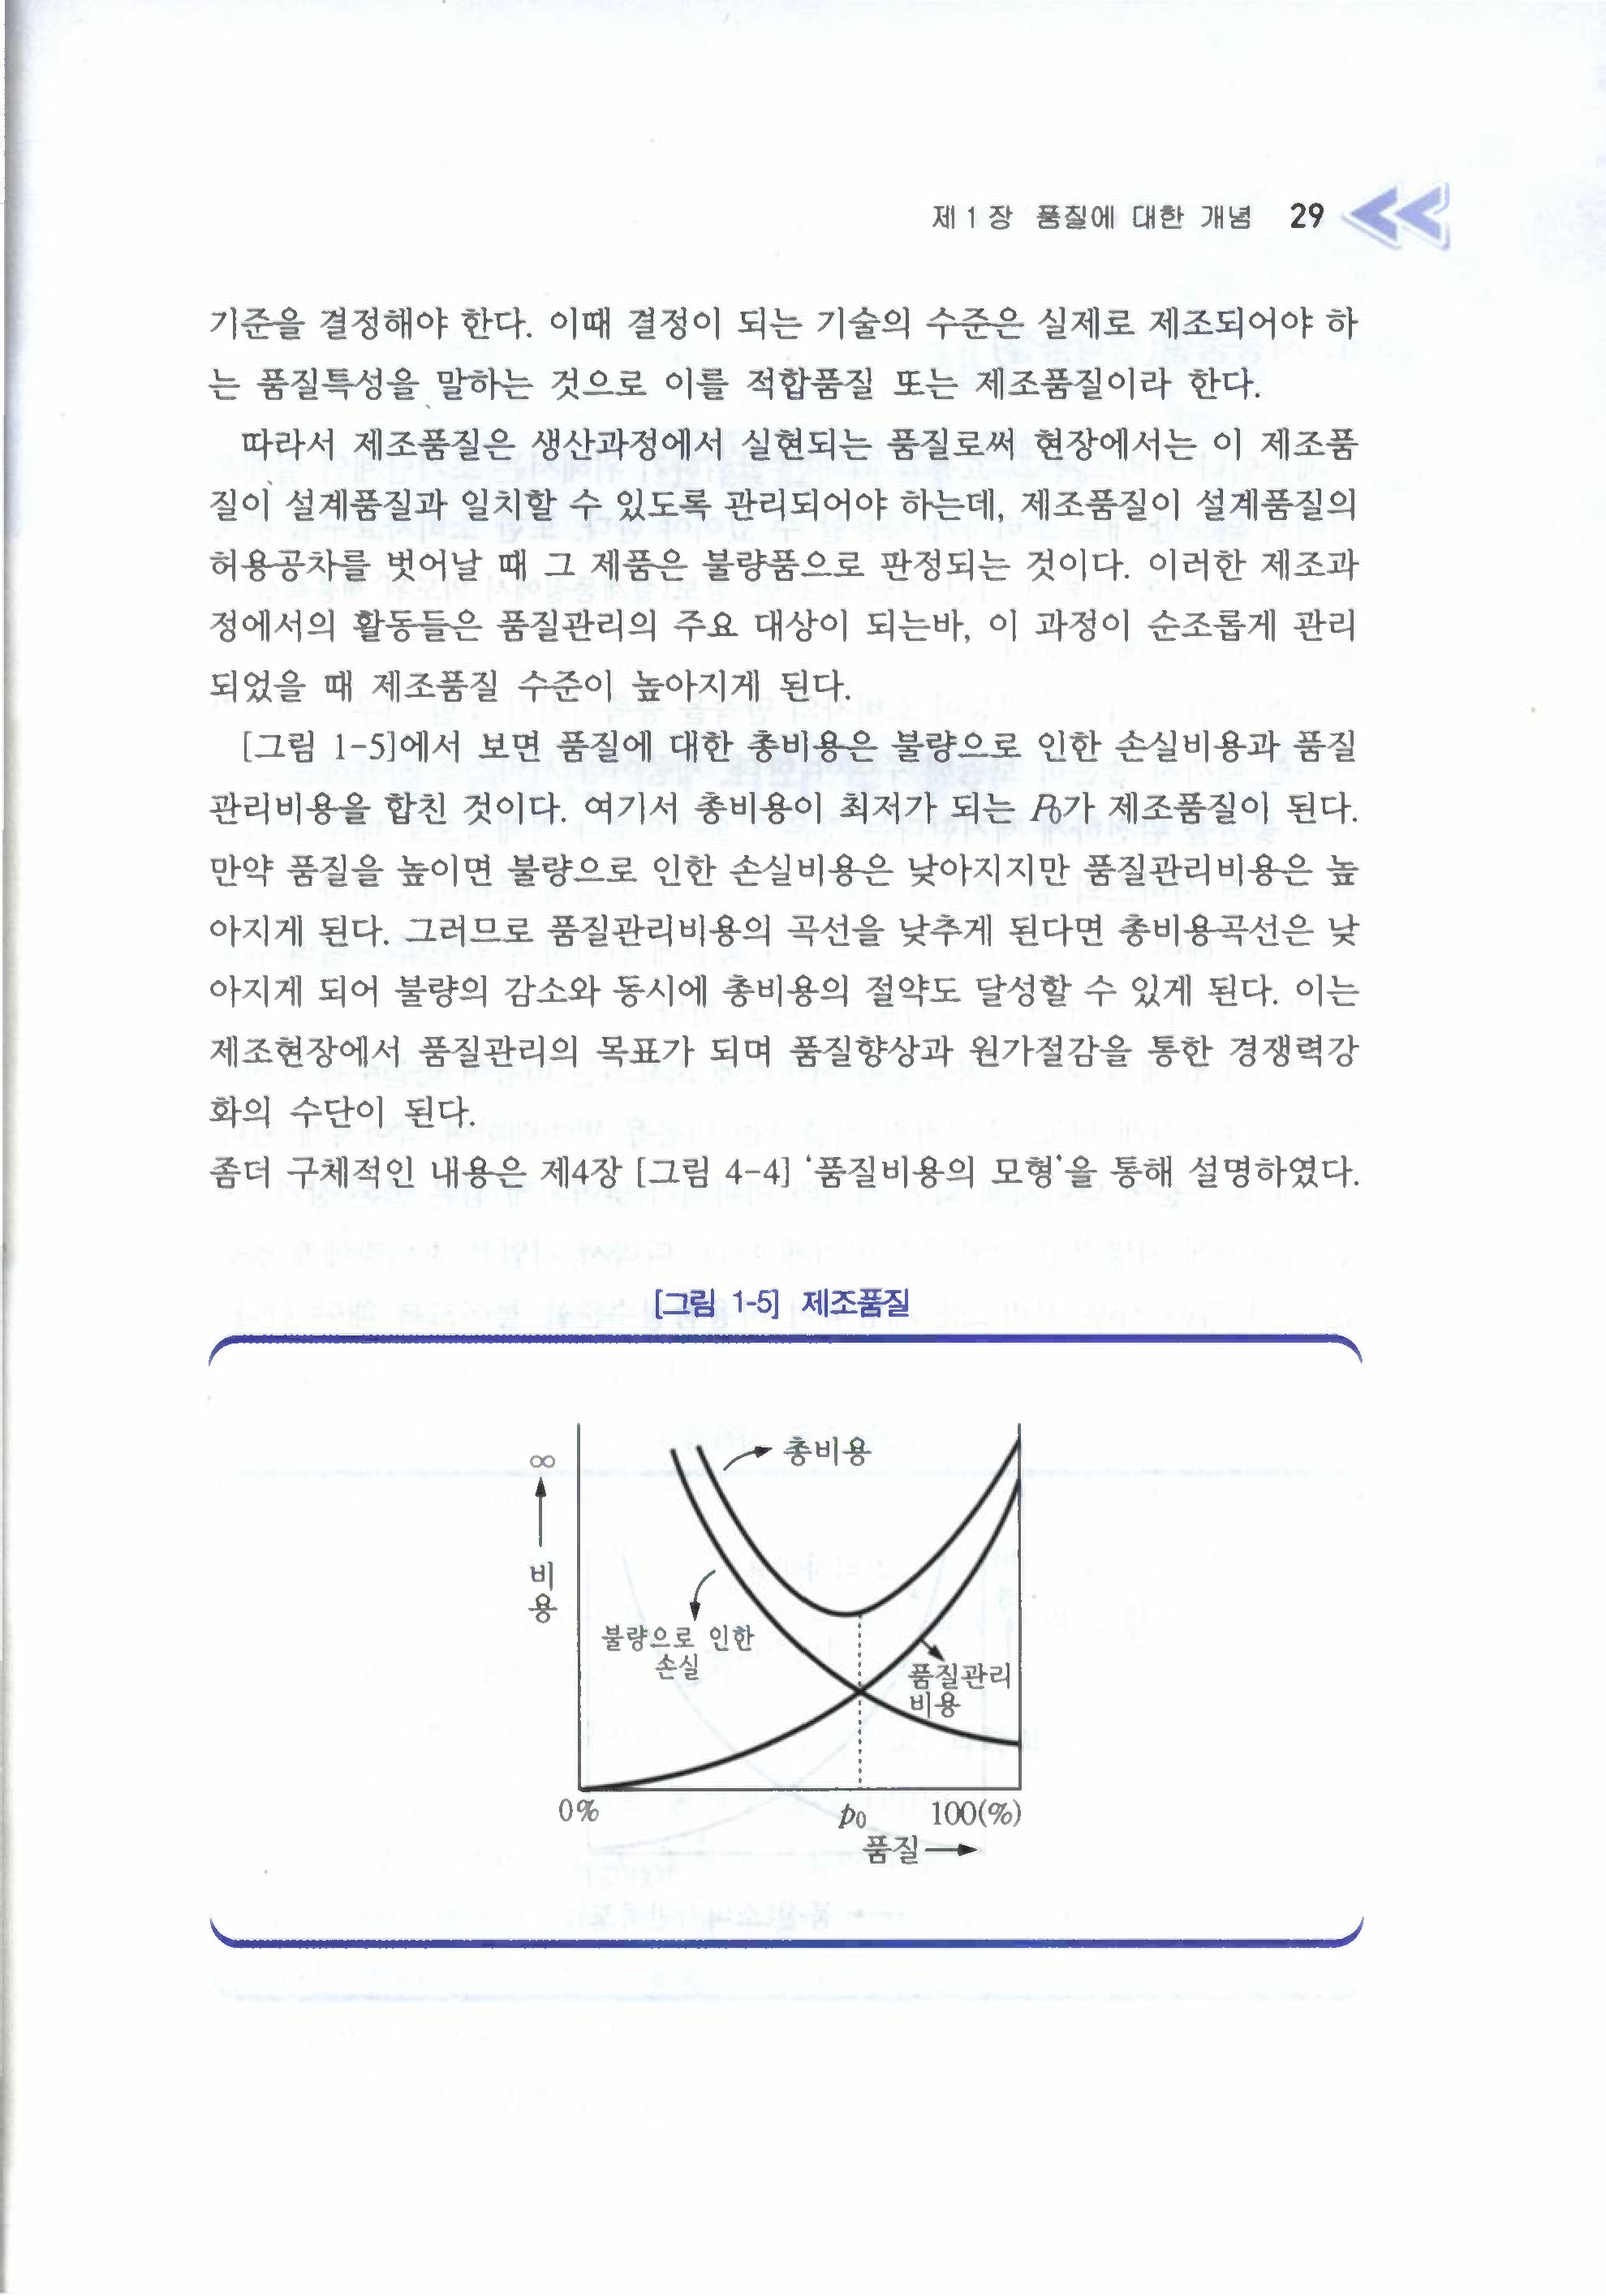 제 1 장 품질에 대한 개념 29
기준을 결정해야 한다. 이때 결정이 되는 기술의 수준은 실제로 제조되어야 하
는 품질특성을 말하는 것으로 이를 적합품질 또는 제조품질이라 한다.
따라서 제조품질은 생산과정에서 실현되는 품질로써 현장에서는 이 제조품
질이 설계품질과 일치할 수 있도록 관리되어야 하는데, 제조품질이 설계품질의
허용공차를 벗어날 때 그 제품은 불량품으로 판정되는 것이다. 이러한 제조과
정에서의 활동들은 품질관리의 주요 대상이 되는바, 이 과정이 순조롭게 관리
되었을 때 제조품질 수준이 높아지게 된다.
[그림 1-5]에서 보면 품질에 대한 총비용은 불량으로 인한 손실비용과 품질
관리비용을 합친 것이다. 여기서 총비용이 최저가 되는 P₀가 제조품질이 된다.
만약 품질을 높이면 불량으로 인한 손실비용은 낮아지지만 품질관리비용은 높
아지게 된다. 그러므로 품질관리비용의 곡선을 낮추게 된다면 총비용곡선은 낮
아지게 되어 불량의 감소와 동시에 총비용의 절약도 달성할 수 있게 된다. 이는
제조현장에서 품질관리의 목표가 되며 품질향상과 원가절감을 통한 경쟁력강
화의 수단이 된다.
좀더 구체적인 내용은 제4장 [그림 4-4] '품질비용의 모형'을 통해 설명하였다.
[그림 1-5] 제조품질
총비용
∞
비
용
불량으로 인한
손실
품질관리
비용
0% p₀ 100(%)
품질